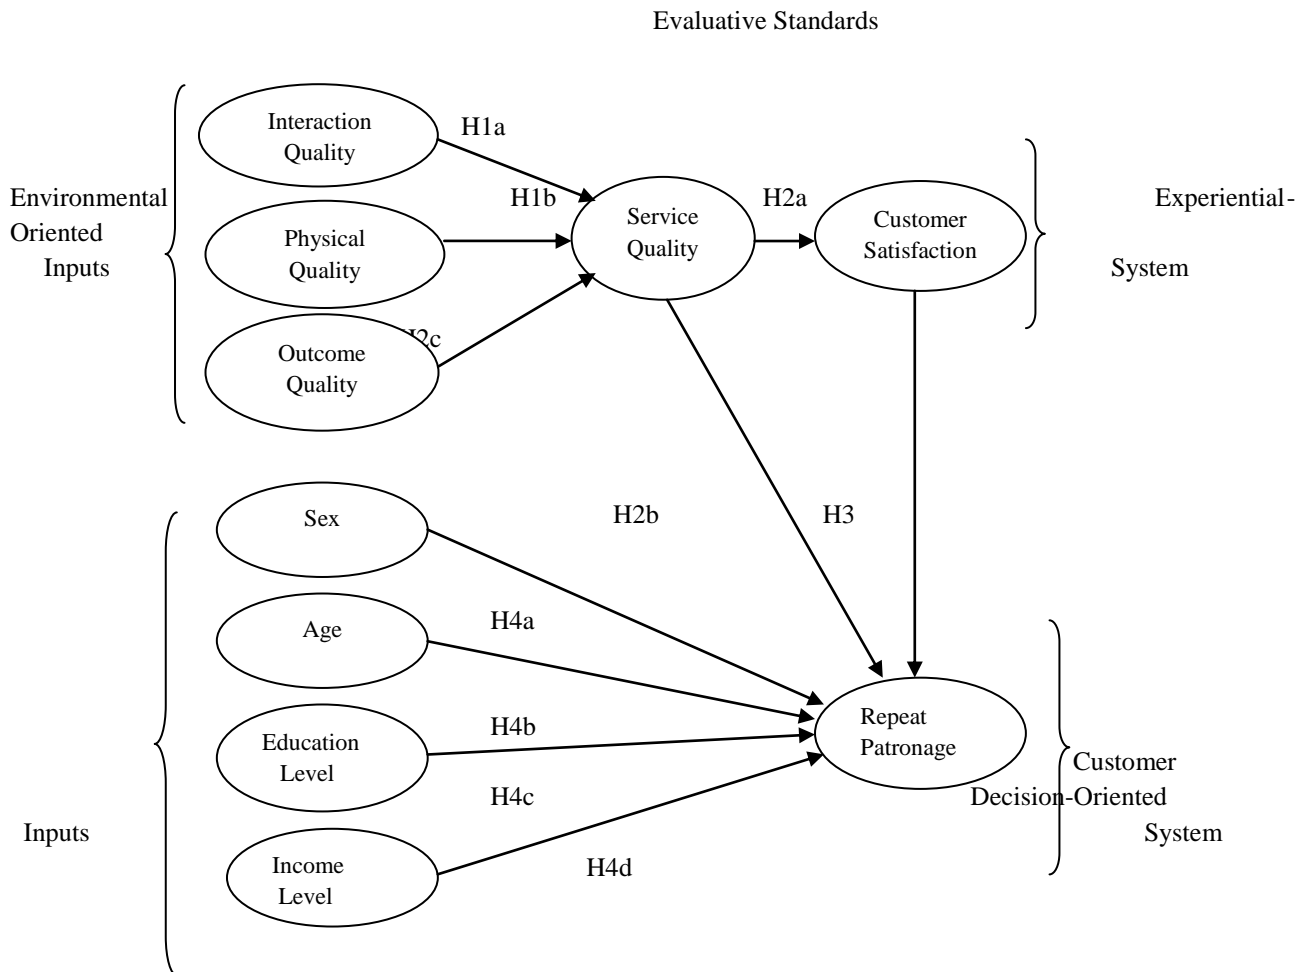 Evaluative Standards
Interaction
Quality
H1a
Environmental
Oriented
Inputs
H1b
Physical
Quality
Service
Quality
H2a
Customer
Satisfaction
Experiential-
System
2c
Outcome
Quality
Sex
H2b
H3
Age
H4a
Education
Level
H4b
Repeat
Patronage
H4c
Customer
Decision-Oriented
System
Inputs
Income
Level
H4d